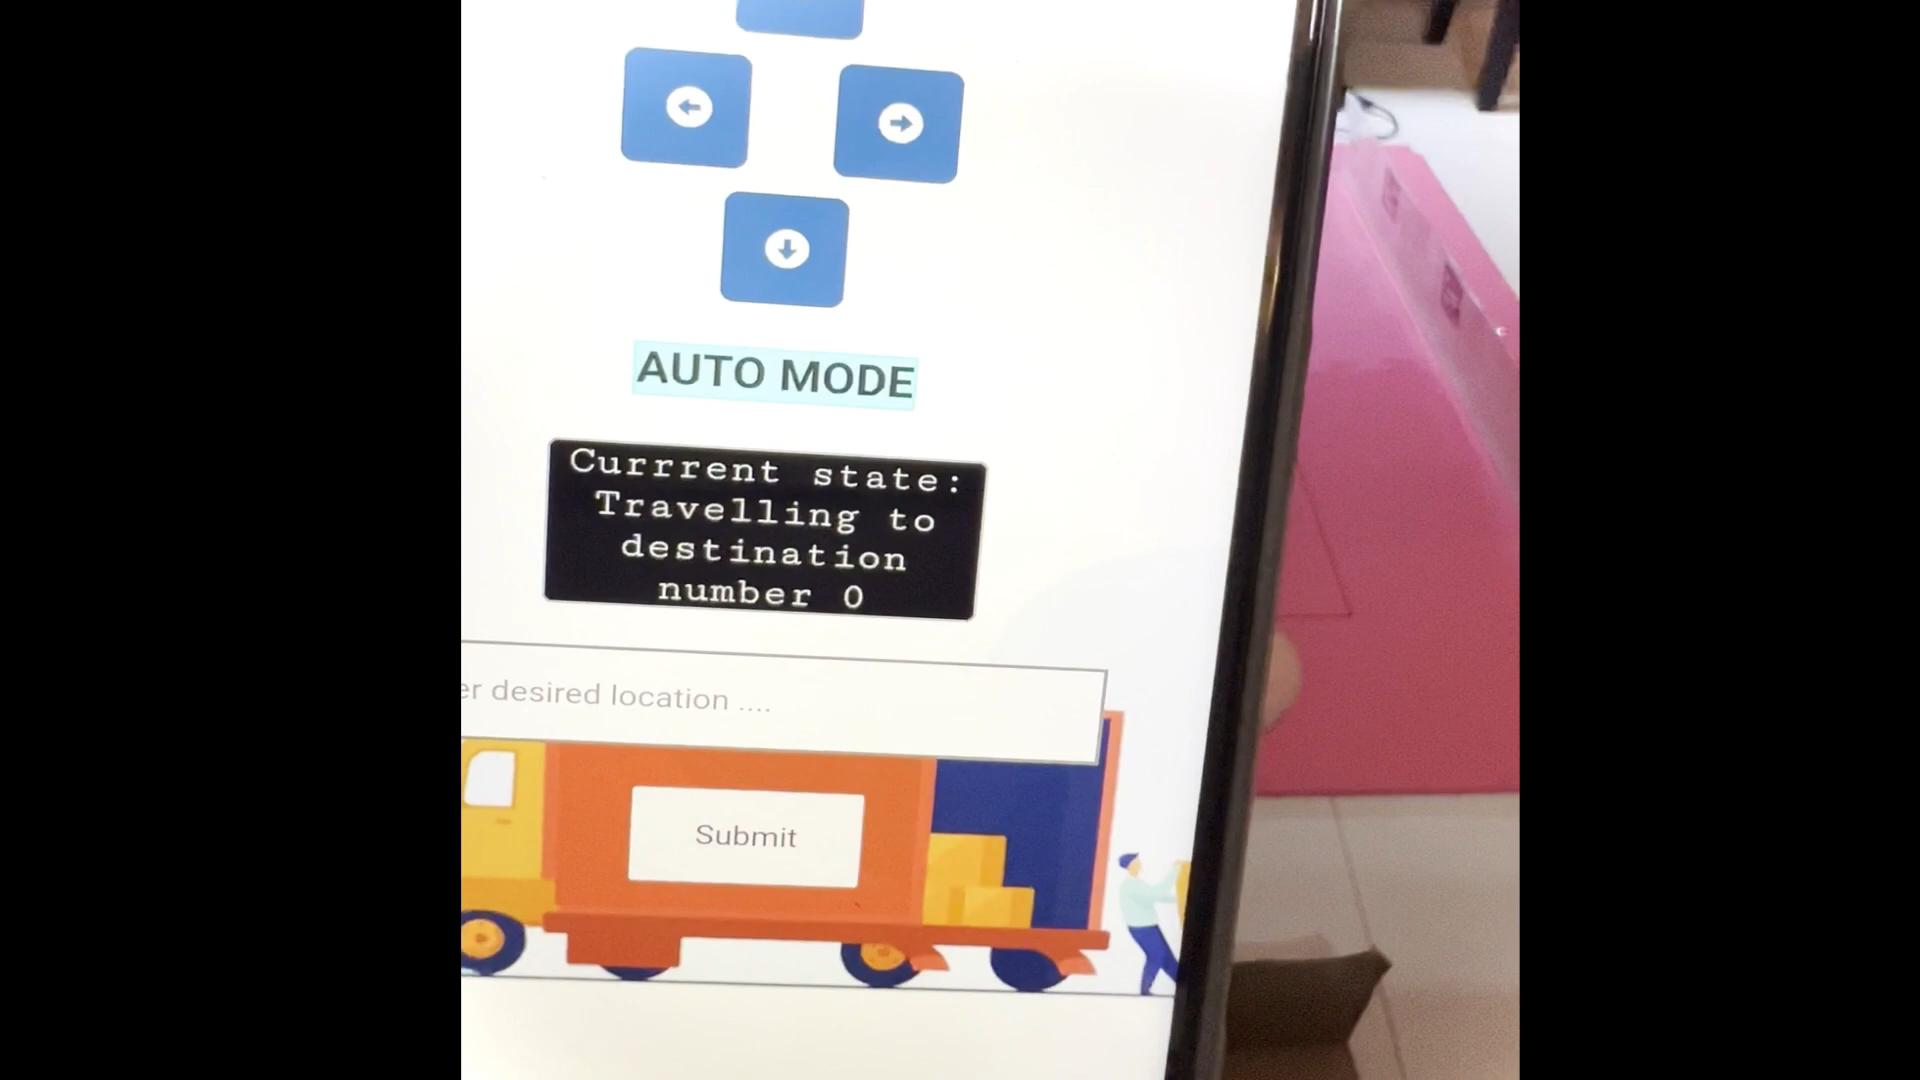 AUTO MODE
Currrent state:
Travelling to
destination
number 0
er desired location ....
Submit